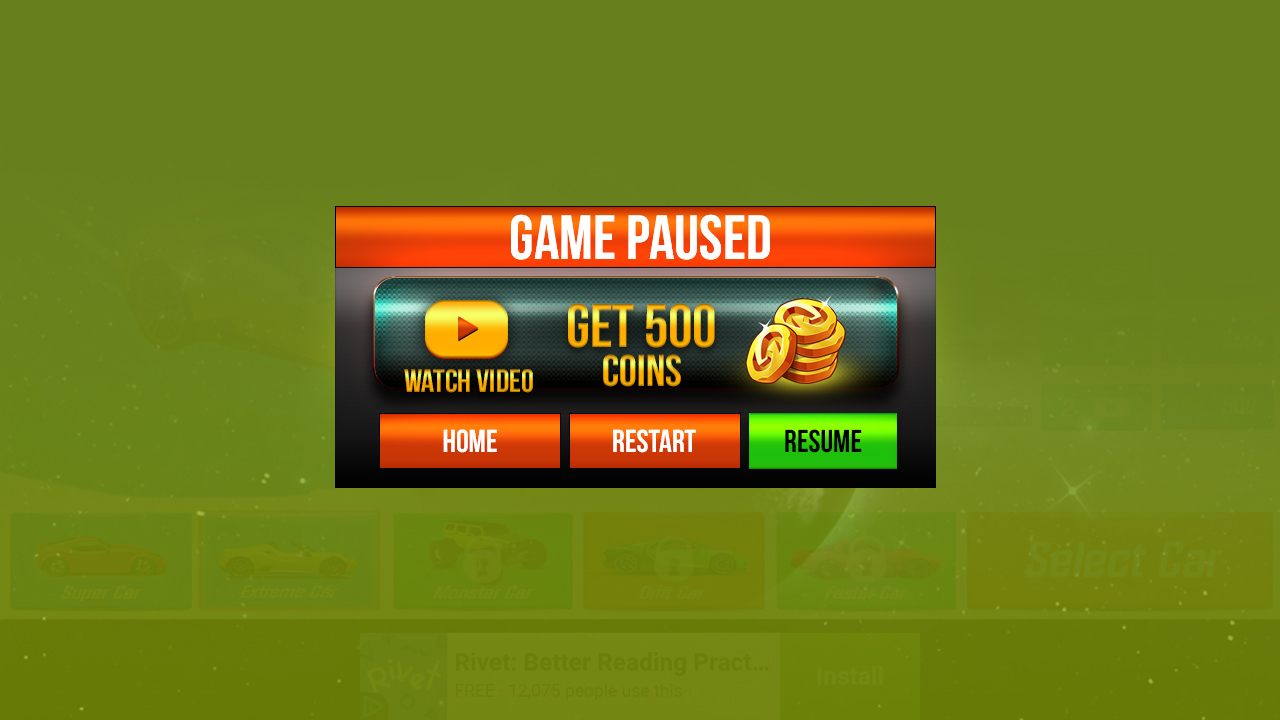 GAME PAUSED
GET 500
COINS
WATCH VIDEO
HOME RESTART RESUME
Super Car Extreme Car Monster Car Drift Car Faster Car
Select Car
Rivet: Better Reading Pract...
FREE 12,075 people use this
Install
Rivet